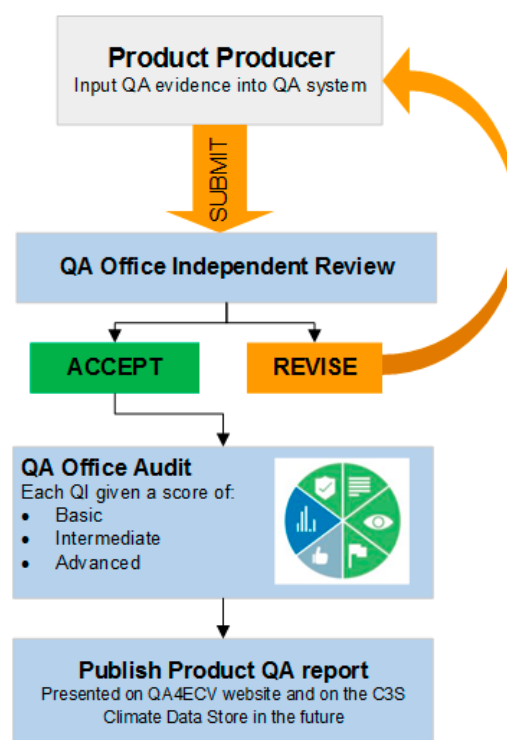 Product Producer
Input QA evidence into QA system
SUBMIT
QA Office Independent Review
ACCEPT
REVISE
QA Office Audit
Each QI given a score of:
• Basic
• Intermediate
• Advanced
Publish Product QA report
Presented on QA4ECV website and on the C3S
Climate Data Store in the future